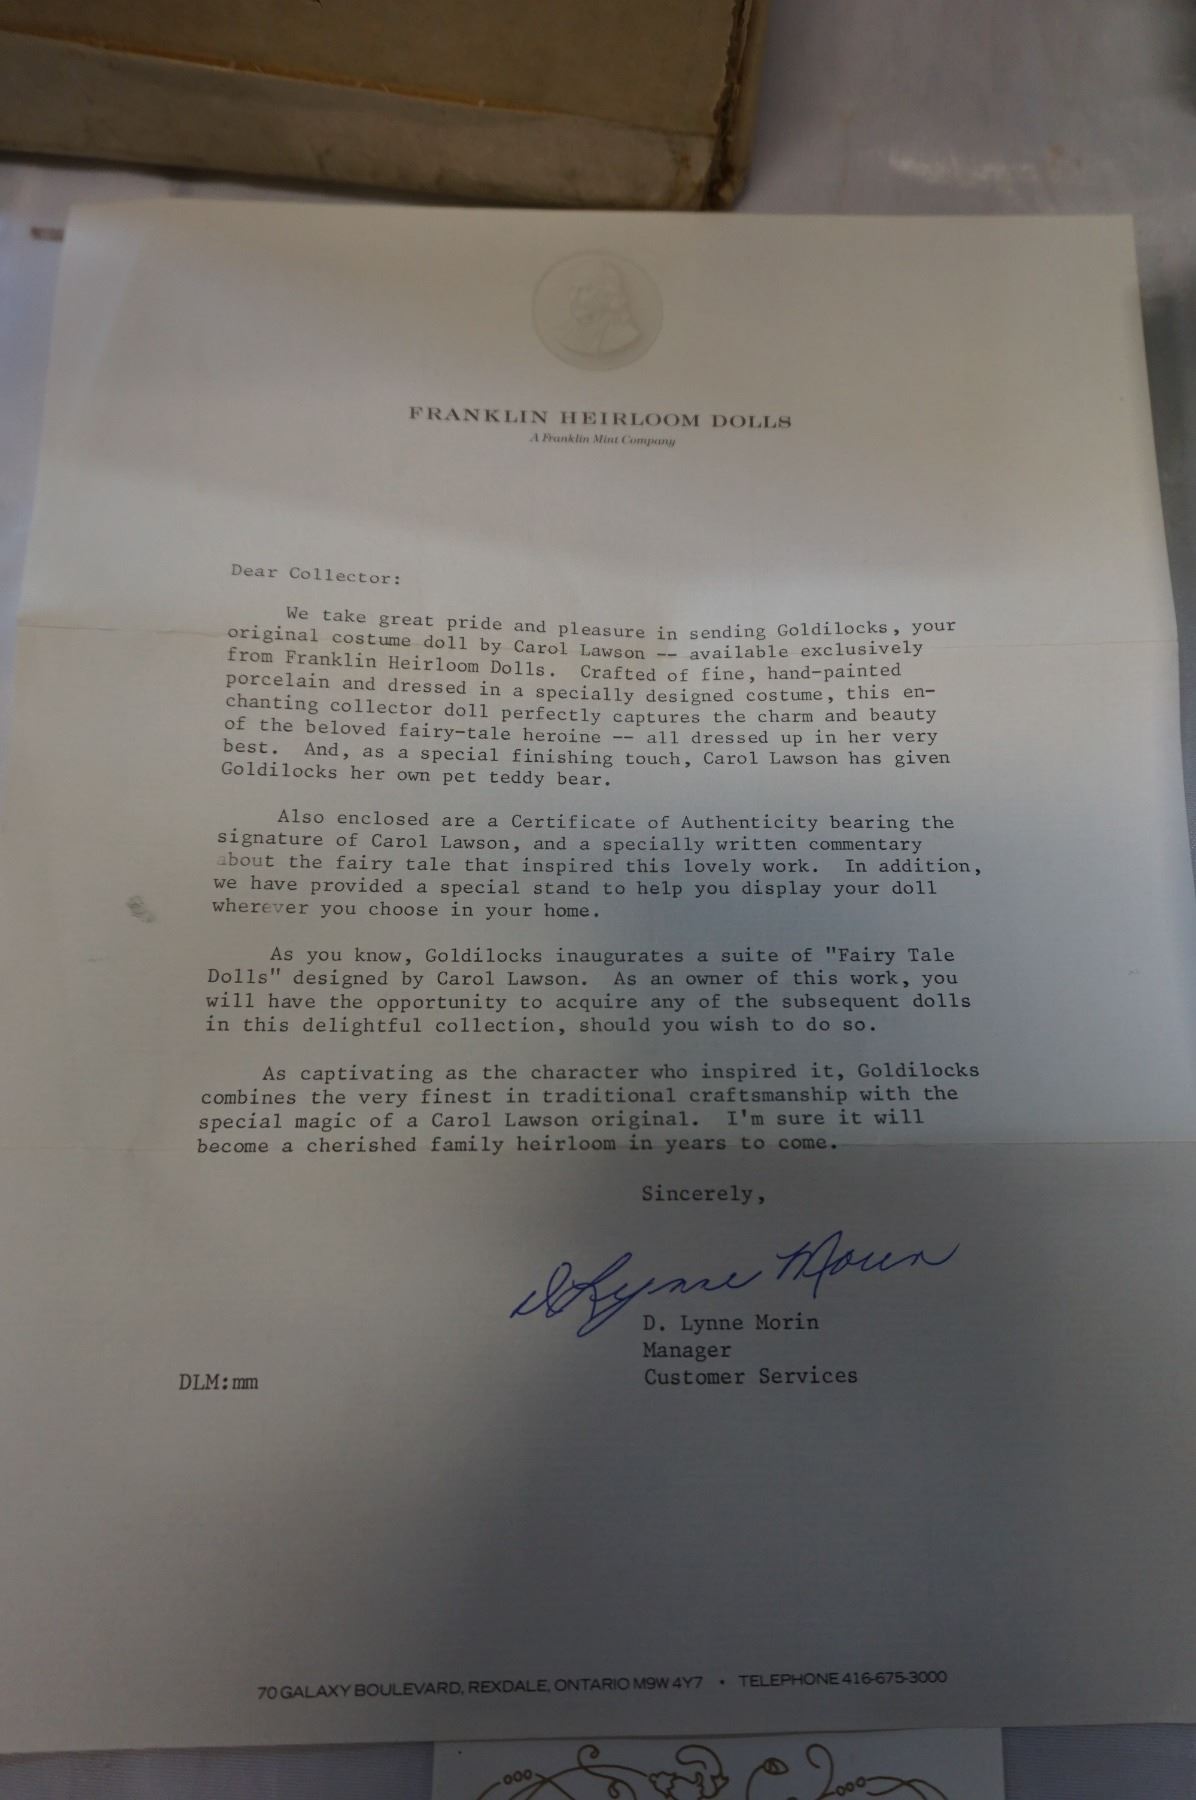 FRANKLIN HEIRLOOM DOLLS
A Franklin Mint Company
Dear Collector:
We take great pride and pleasure in sending Goldilocks, your
original costume doll by Carol Lawson -- available exclusively
from Franklin Heirloom Dolls. Crafted of fine, hand-painted
porcelain and dressed in a specially designed costume, this en-
chanting collector doll perfectly captures the charm and beauty
of the beloved fairy-tale heroine -- all dressed up in her very
best. And, as a special finishing touch, Carol Lawson has given
Goldilocks her own pet teddy bear.
Also enclosed are a Certificate of Authenticity bearing the
signature of Carol Lawson, and a specially written commentary
about the fairy tale that inspired this lovely work. In addition,
we have provided a special stand to help you display your doll
wherever you choose in your home.
As you know, Goldilocks inaugurates a suite of "Fairy Tale
Dolls" designed by Carol Lawson. As an owner of this work, you
will have the opportunity to acquire any of the subsequent dolls
in this delightful collection, should you wish to do so.
As captivating as the character who inspired it, Goldilocks
combines the very finest in traditional craftsmanship with the
special magic of a Carol Lawson original. I'm sure it will
become a cherished family heirloom in years to come.
Sincerely,
D Lynne Morin
D. Lynne Morin
Manager
Customer Services
DLM:mm
70 GALAXY BOULEVARD, REXDALE, ONTARIO M9W 4Y7 • TELEPHONE 416-675-3000